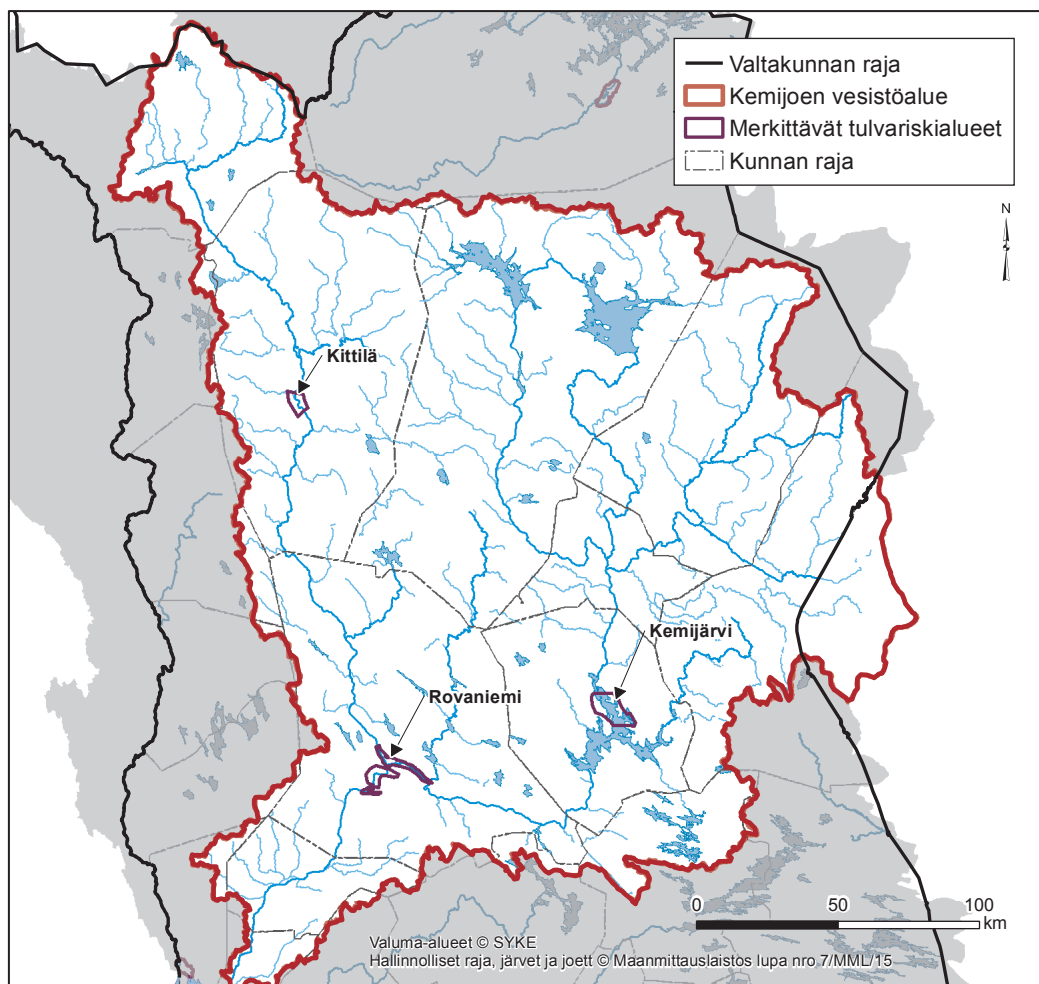 Valtakunnan raja
Kemijoen vesistöalue
Merkittävät tulvariskialueet
Kunnan raja
N
Kittilä
Kemijärvi
Rovaniemi
0 50 100
km
Valuma-alueet © SYKE
Hallinnolliset raja, järvet ja joett © Maanmittauslaistos lupa nro 7/MML/15